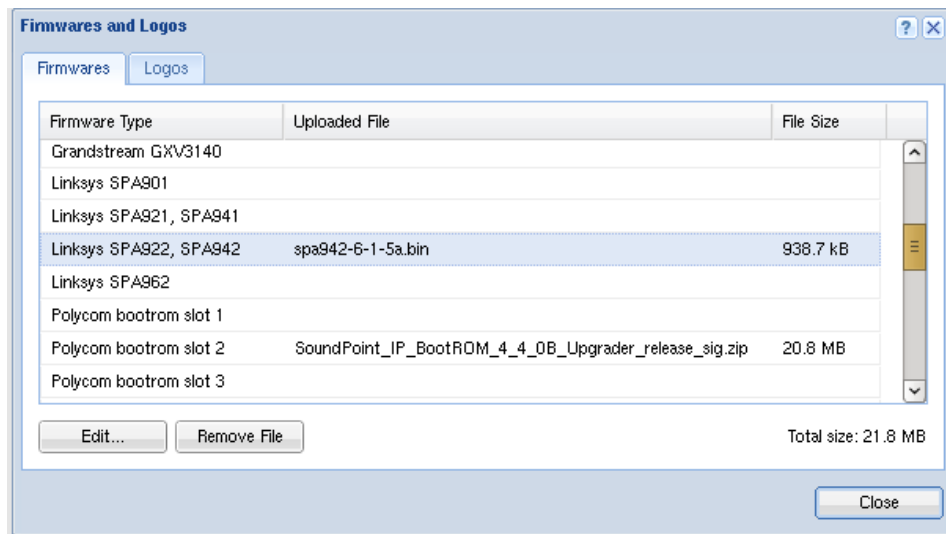 Firmwares and Logos
Firmwares Logos
Firmware Type Uploaded File File Size
Grandstream GXV3140
Linksys SPA901
Linksys SPA921, SPA941
Linksys SPA922, SPA942 spa942-6-1-5a.bin 938.7 kB
Linksys SPA962
Polycom bootrom slot 1
Polycom bootrom slot 2 SoundPoint_IP_BootROM_4_4_0B_Upgrader_release_sig.zip 20.8 MB
Polycom bootrom slot 3
Edit... Remove File Total size: 21.8 MB
Close